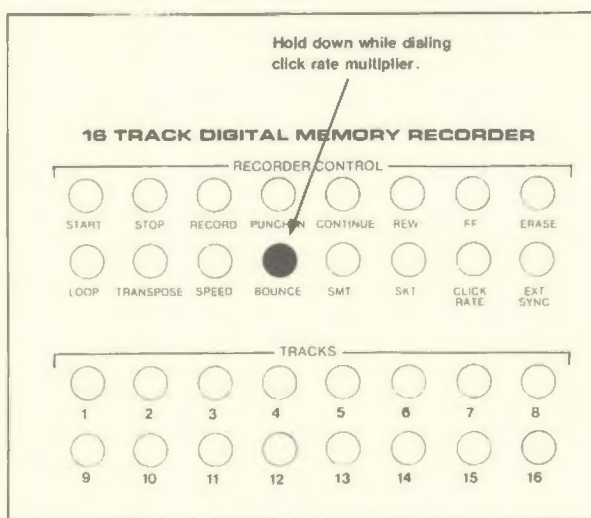 Hold down while dialing
click rate multiplier.
16 TRACK DIGITAL MEMORY RECORDER
RECORDER CONTROL
START STOP RECORD PUNCH IN CONTINUE REW FF ERASE
LOOP TRANSPOSE SPEED BOUNCE SMT SKT CLICK RATE EXT SYNC
TRACKS
1 2 3 4 5 6 7 8
9 10 11 12 13 14 15 16